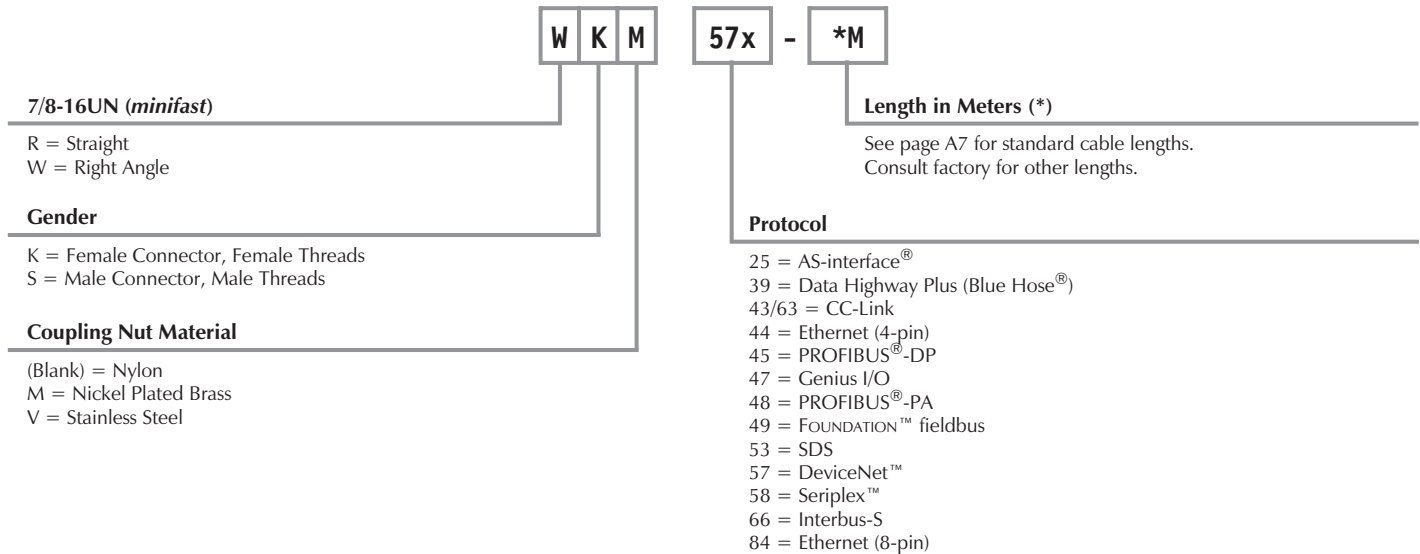 W K M 57x - *M
7/8-16UN (minifast)
R = Straight
W = Right Angle
Gender
K = Female Connector, Female Threads
S = Male Connector, Male Threads
Coupling Nut Material
(Blank) = Nylon
M = Nickel Plated Brass
V = Stainless Steel
Length in Meters (*)
See page A7 for standard cable lengths.
Consult factory for other lengths.
Protocol
25 = AS-interface®
39 = Data Highway Plus (Blue Hose®)
43/63 = CC-Link
44 = Ethernet (4-pin)
45 = PROFIBUS®-DP
47 = Genius I/O
48 = PROFIBUS®-PA
49 = FOUNDATION™ fieldbus
53 = SDS
57 = DeviceNet™
58 = Seriplex™
66 = Interbus-S
84 = Ethernet (8-pin)